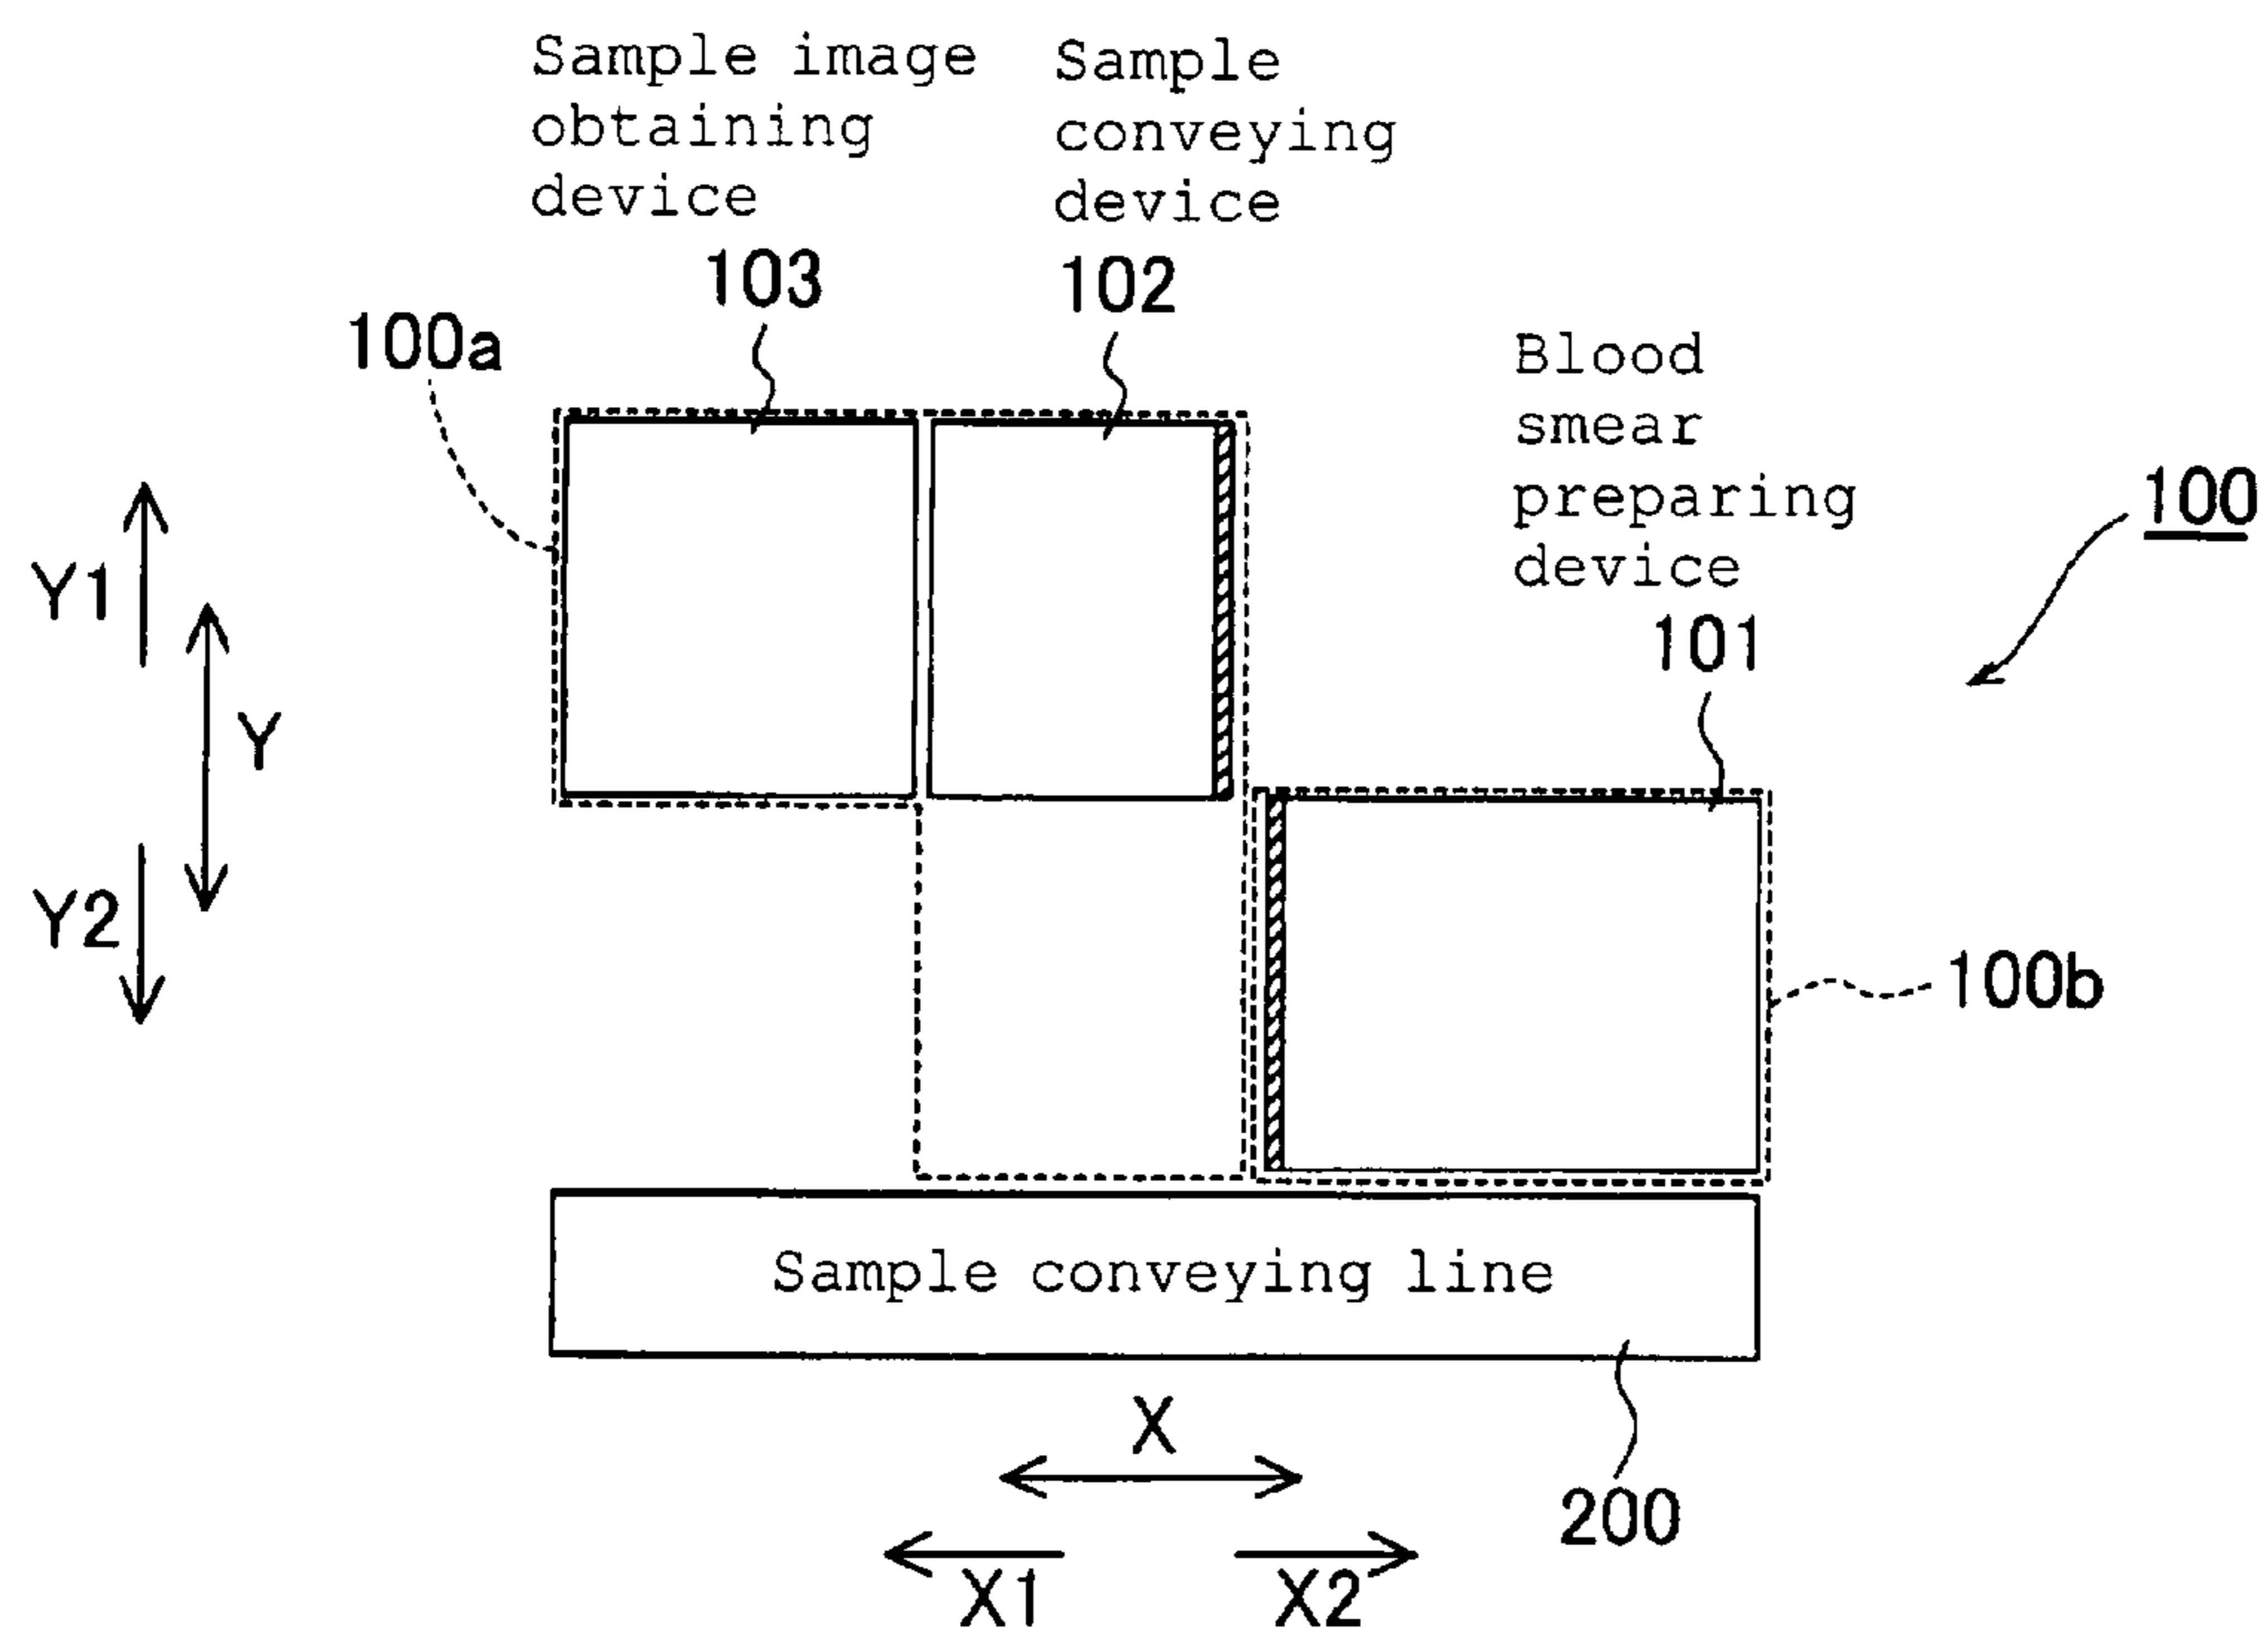 Sample image
obtaining
device
103
Sample
conveying
device
102
100a
Blood
smear
preparing
device
101
100
Y1
Y
Y2
100b
Sample conveying line
X
200
X1
X2